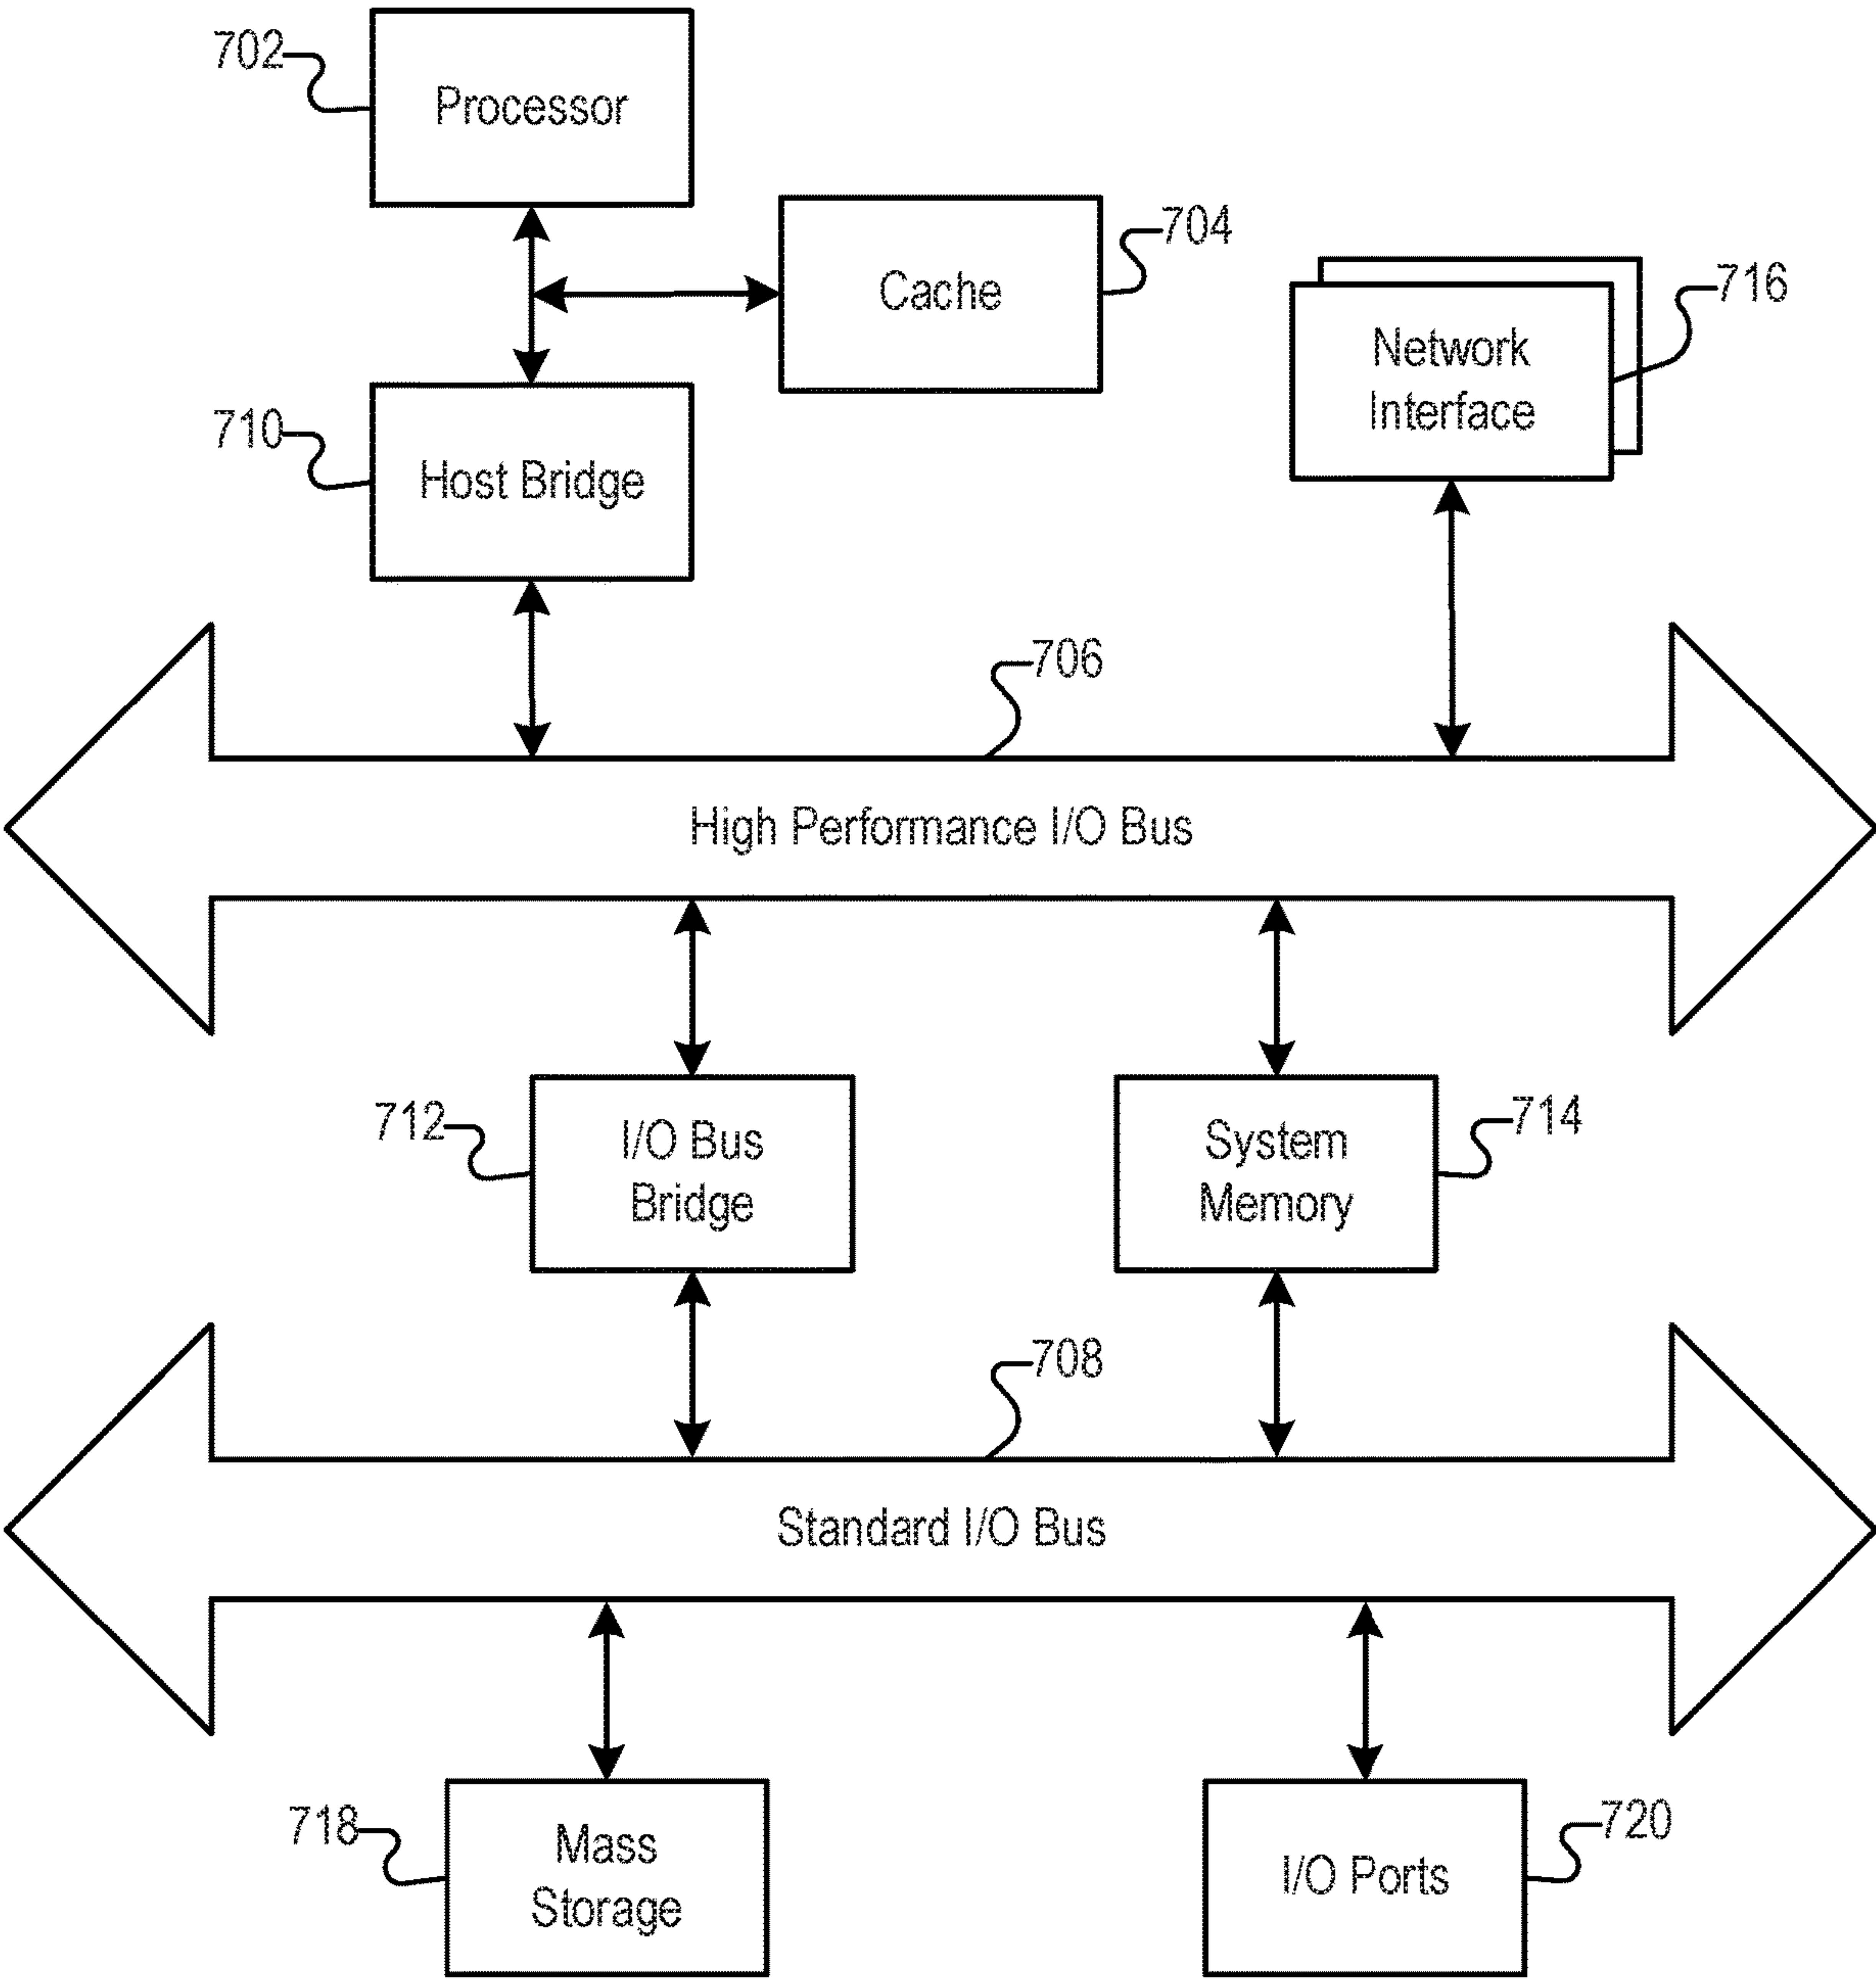 702
Processor
704
Cache
716
Network
Interface
710
Host Bridge
706
High Performance I/O Bus
712
I/O Bus
Bridge
714
System
Memory
708
Standard I/O Bus
718
Mass
Storage
720
I/O Ports